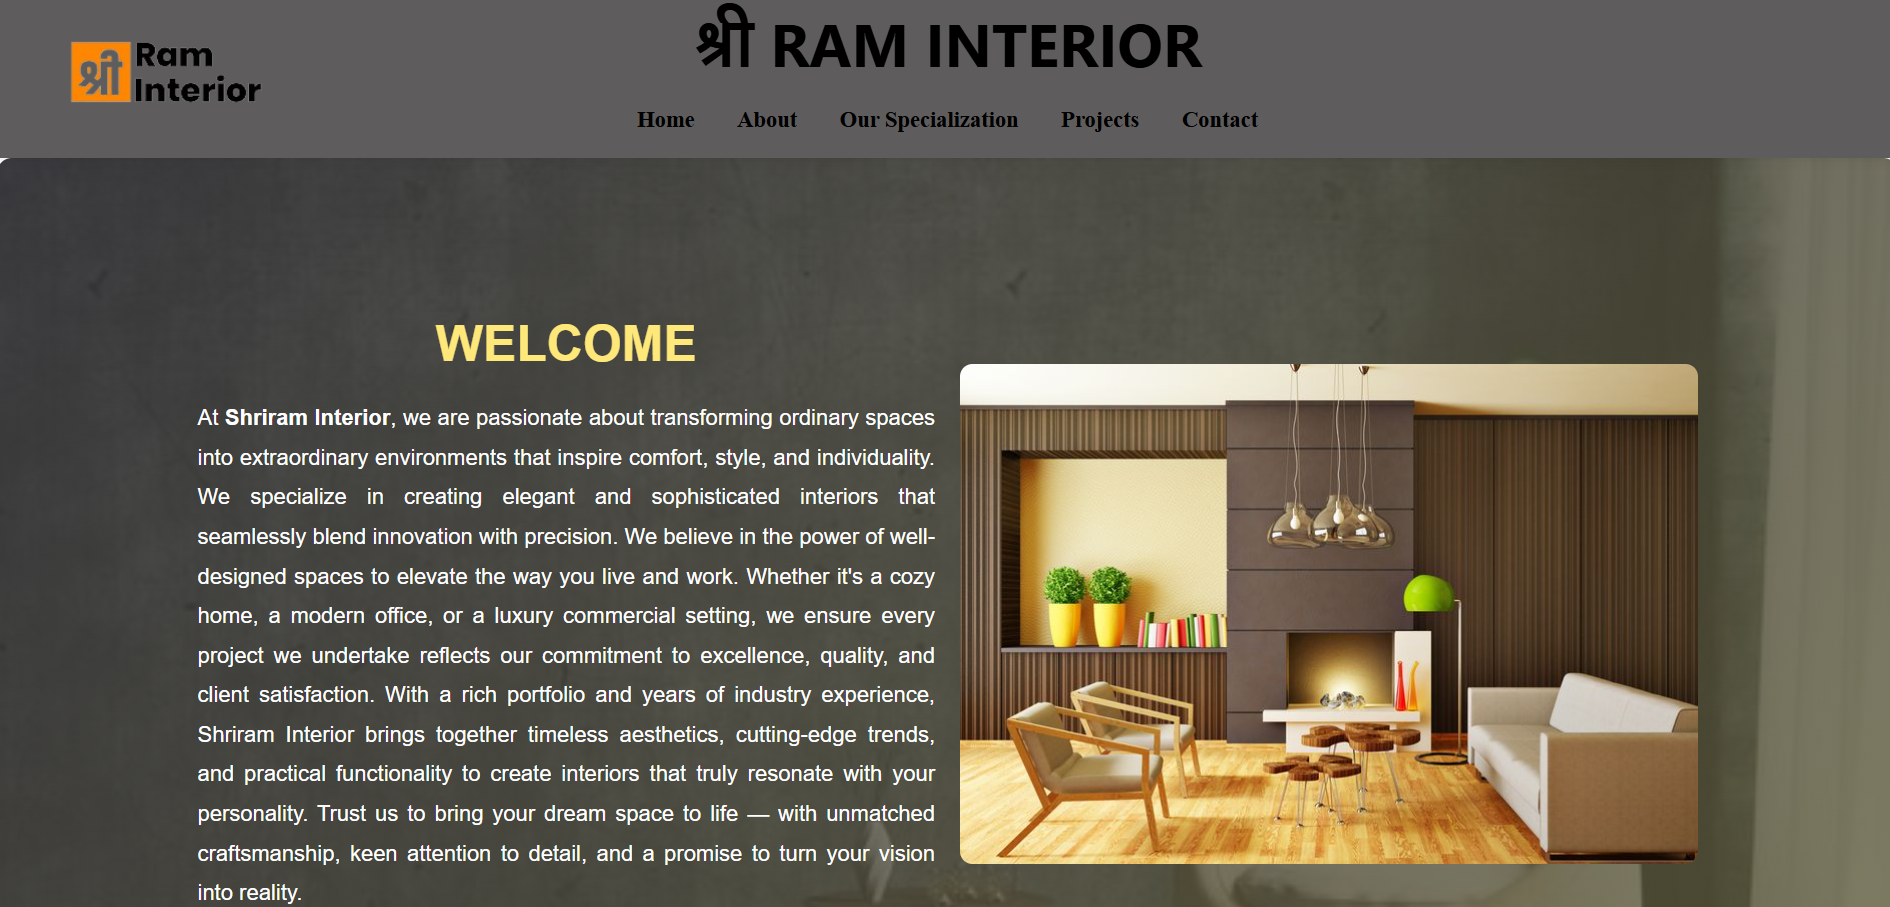 श्री Ram
Interior
श्री RAM INTERIOR
Home About Our Specialization Projects Contact
WELCOME
At Shriram Interior, we are passionate about transforming ordinary spaces
into extraordinary environments that inspire comfort, style, and individuality.
We specialize in creating elegant and sophisticated interiors that
seamlessly blend innovation with precision. We believe in the power of well-
designed spaces to elevate the way you live and work. Whether it's a cozy
home, a modern office, or a luxury commercial setting, we ensure every
project we undertake reflects our commitment to excellence, quality, and
client satisfaction. With a rich portfolio and years of industry experience,
Shriram Interior brings together timeless aesthetics, cutting-edge trends,
and practical functionality to create interiors that truly resonate with your
personality. Trust us to bring your dream space to life — with unmatched
craftsmanship, keen attention to detail, and a promise to turn your vision
into reality.